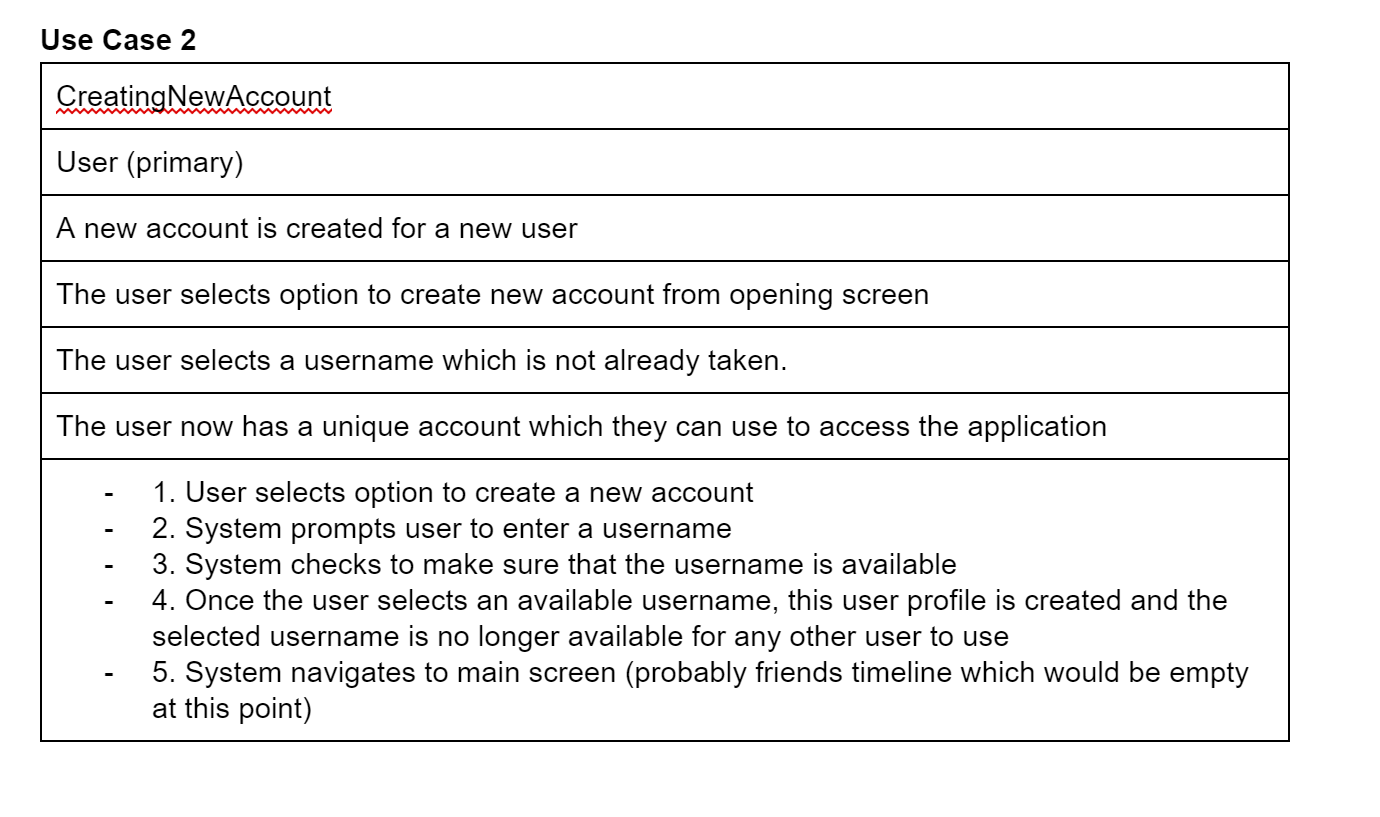 Use Case 2
CreatingNewAccount
User (primary)
A new account is created for a new user
The user selects option to create new account from opening screen
The user selects a username which is not already taken.
The user now has a unique account which they can use to access the application
- 1. User selects option to create a new account
- 2. System prompts user to enter a username
- 3. System checks to make sure that the username is available
- 4. Once the user selects an available username, this user profile is created and the
selected username is no longer available for any other user to use
- 5. System navigates to main screen (probably friends timeline which would be empty
at this point)